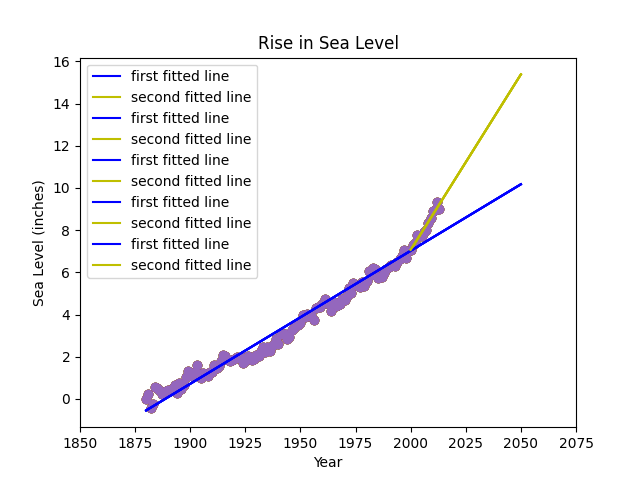 Rise in Sea Level
16
14
12
10
8
6
4
2
0
Sea Level (inches)
first fitted line
second fitted line
first fitted line
second fitted line
first fitted line
second fitted line
first fitted line
second fitted line
first fitted line
second fitted line
1850 1875 1900 1925 1950 1975 2000 2025 2050 2075
Year